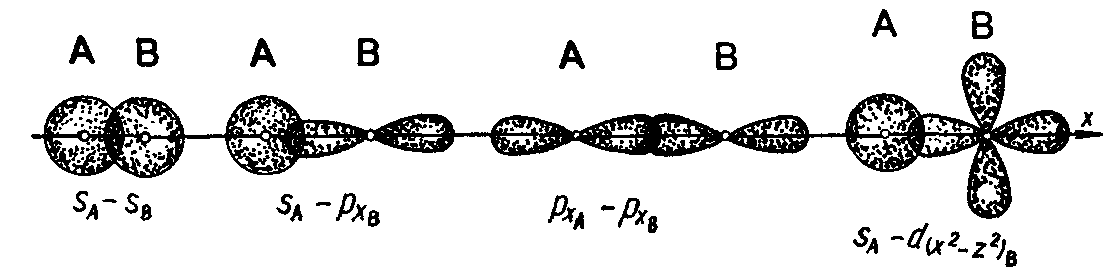 A B A B A B A B
x
s_A – s_B s_A – p_{x_B} p_{x_A} – p_{x_B} s_A – d_{(x²–z²)_B}